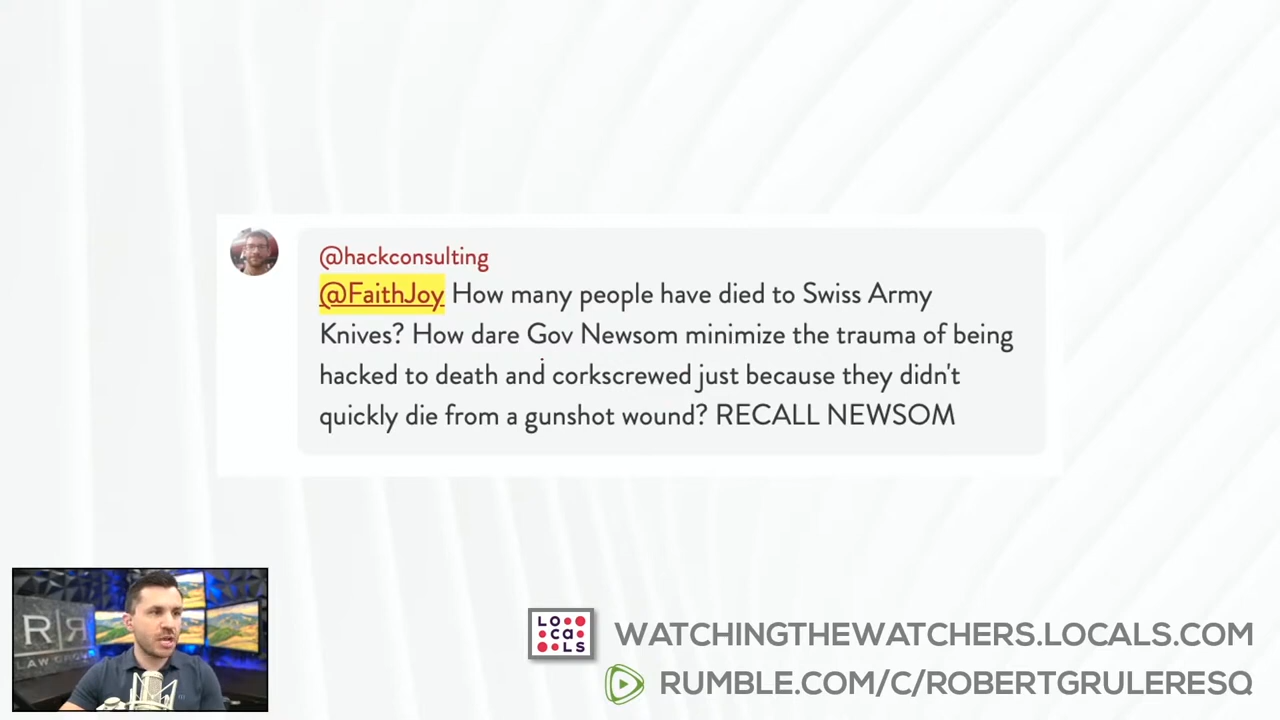 @hackconsulting
@FaithJoy How many people have died to Swiss Army
Knives? How dare Gov Newsom minimize the trauma of being
hacked to death and corkscrewed just because they didn't
quickly die from a gunshot wound? RECALL NEWSOM
R R
LAW GROUP
LO
ca
LS
WATCHINGTHEWATCHERS.LOCALS.COM
RUMBLE.COM/C/ROBERTGRULERESQ